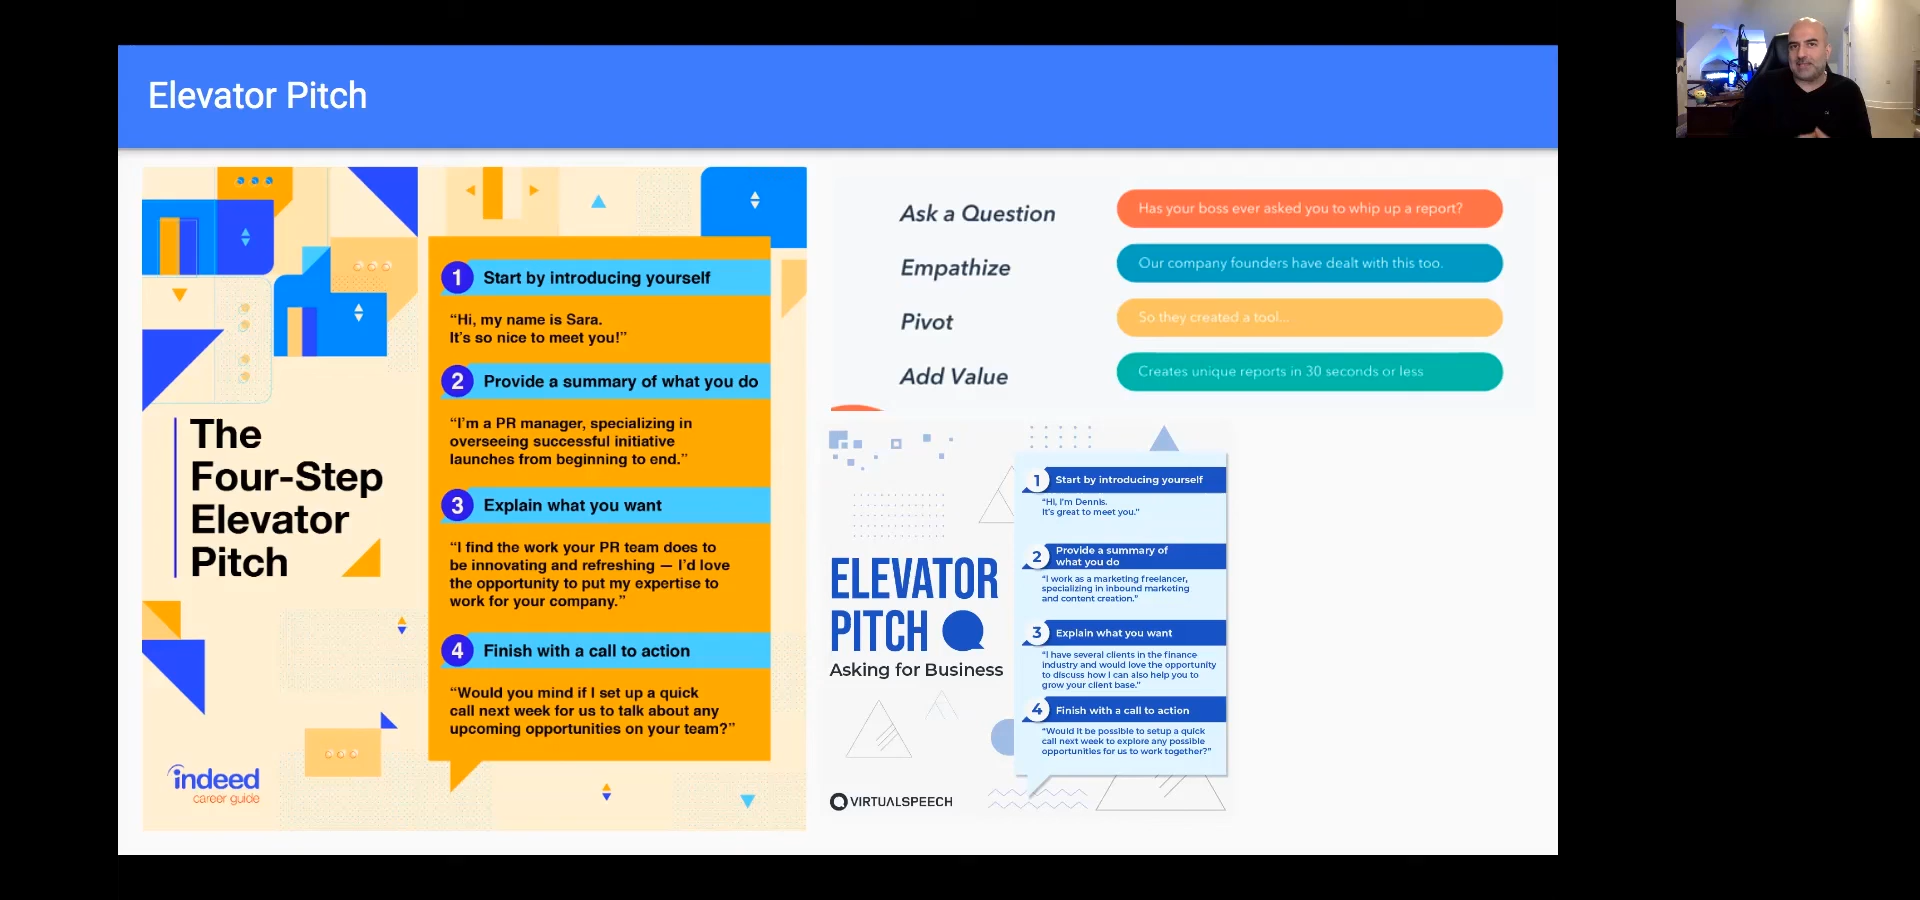 Elevator Pitch
The
Four-Step
Elevator
Pitch
indeed
career guide
1 Start by introducing yourself
“Hi, my name is Sara.
It’s so nice to meet you!”
2 Provide a summary of what you do
“I’m a PR manager, specializing in
overseeing successful initiative
launches from beginning to end.”
3 Explain what you want
“I find the work your PR team does to
be innovating and refreshing — I’d love
the opportunity to put my expertise to
work for your company.”
4 Finish with a call to action
“Would you mind if I set up a quick
call next week for us to talk about any
upcoming opportunities on your team?”
Ask a Question
Has your boss ever asked you to whip up a report?
Empathize
Our company founders have dealt with this too.
Pivot
So they created a tool...
Add Value
Creates unique reports in 30 seconds or less
ELEVATOR
PITCH
Asking for Business
VIRTUALSPEECH
1 Start by introducing yourself
“Hi, I’m Dennis.
It’s great to meet you.”
2 Provide a summary of
what you do
“I work as a marketing freelancer,
specializing in inbound marketing
and content creation.”
3 Explain what you want
“I have several clients in the finance
industry and would love the opportunity
to discuss how I can also help you to
grow your client base.”
4 Finish with a call to action
“Would it be possible to setup a quick
call next week to explore any possible
opportunities for us to work together?”